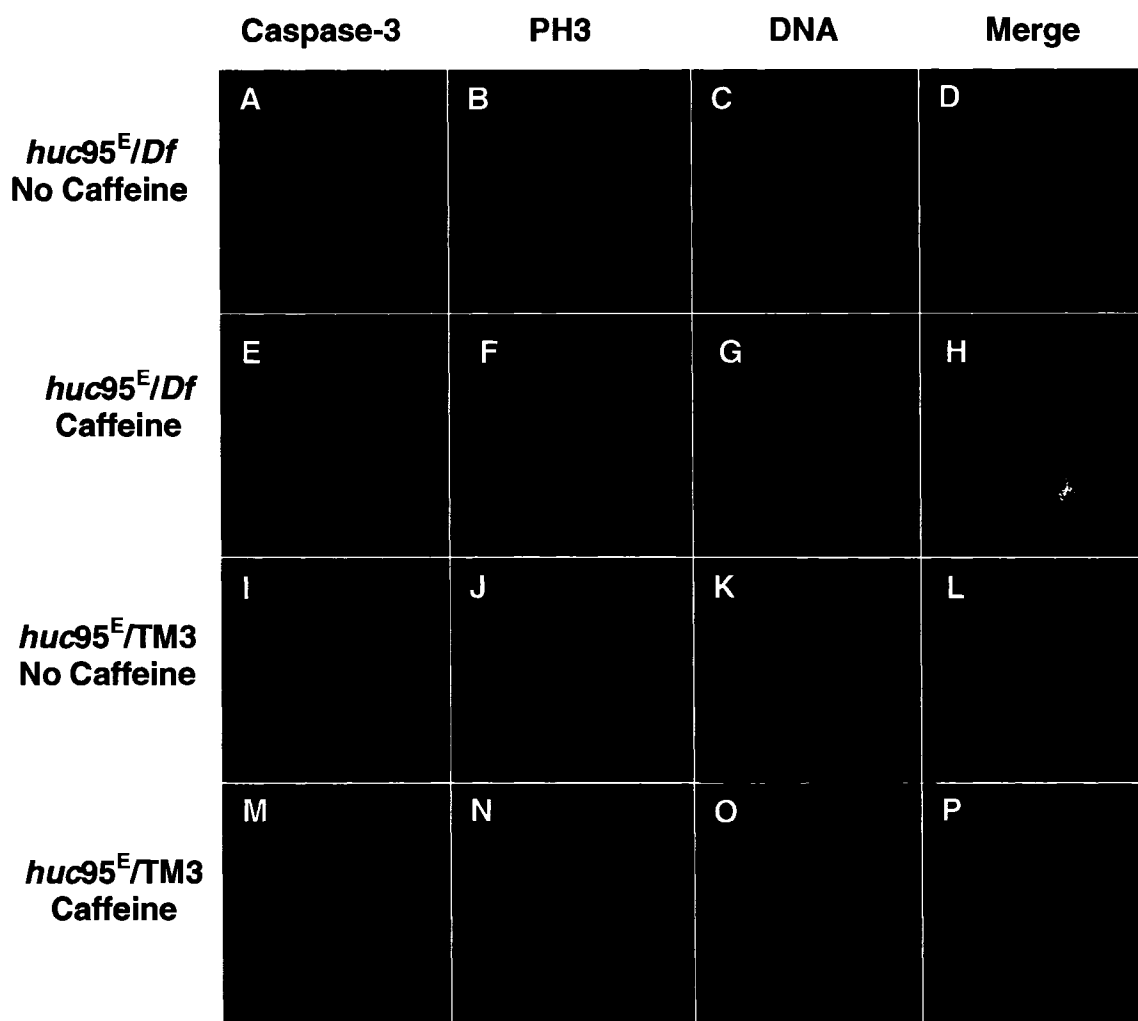 Caspase-3 PH3 DNA Merge
A B C D
huc95ᴱ/Df
No Caffeine
E F G H
huc95ᴱ/Df
Caffeine
I J K L
huc95ᴱ/TM3
No Caffeine
M N O P
huc95ᴱ/TM3
Caffeine